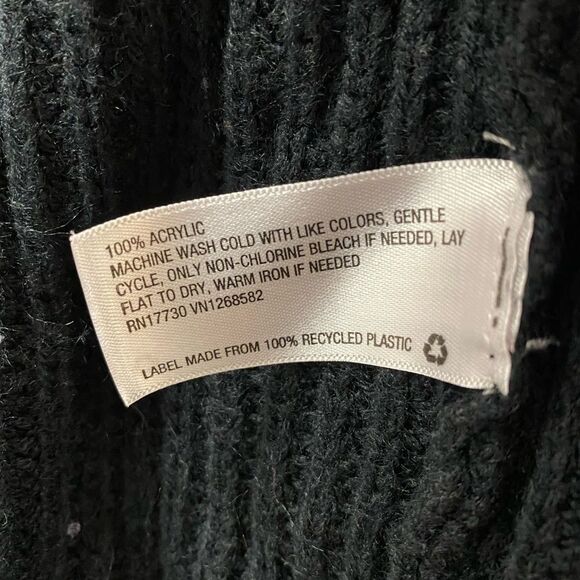 100% ACRYLIC
MACHINE WASH COLD WITH LIKE COLORS, GENTLE
CYCLE, ONLY NON-CHLORINE BLEACH IF NEEDED, LAY
FLAT TO DRY, WARM IRON IF NEEDED
RN17730 VN1268582
LABEL MADE FROM 100% RECYCLED PLASTIC